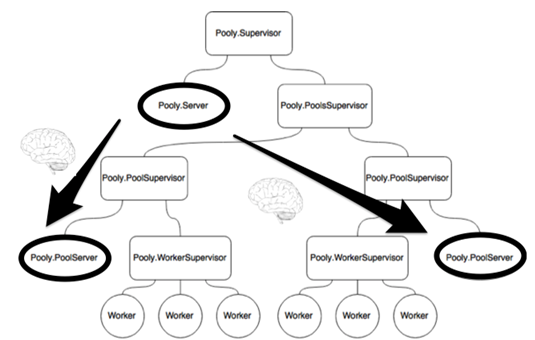 Pooly.Supervisor
Pooly.Server
Pooly.PoolsSupervisor
Pooly.PoolSupervisor
Pooly.PoolSupervisor
Pooly.PoolServer
Pooly.WorkerSupervisor
Pooly.WorkerSupervisor
Pooly.PoolServer
Worker
Worker
Worker
Worker
Worker
Worker